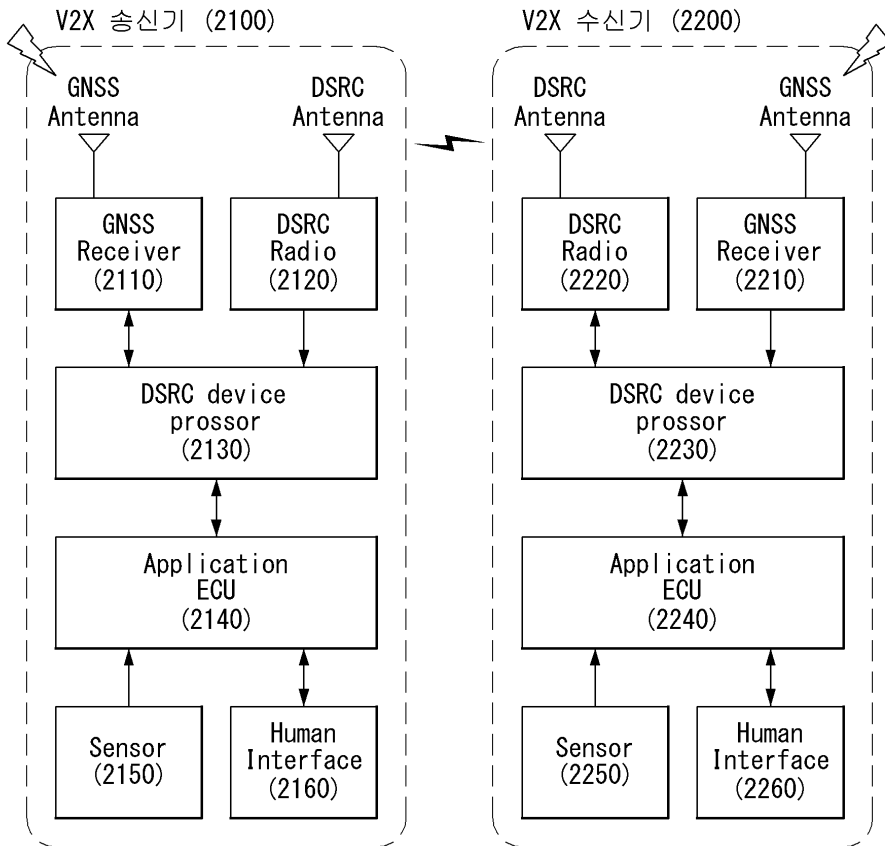 V2X 송신기 (2100)
GNSS
Antenna
DSRC
Antenna
GNSS
Receiver
(2110)
DSRC
Radio
(2120)
DSRC device
prossor
(2130)
Application
ECU
(2140)
Sensor
(2150)
Human
Interface
(2160)
V2X 수신기 (2200)
DSRC
Antenna
GNSS
Antenna
DSRC
Radio
(2220)
GNSS
Receiver
(2210)
DSRC device
prossor
(2230)
Application
ECU
(2240)
Sensor
(2250)
Human
Interface
(2260)